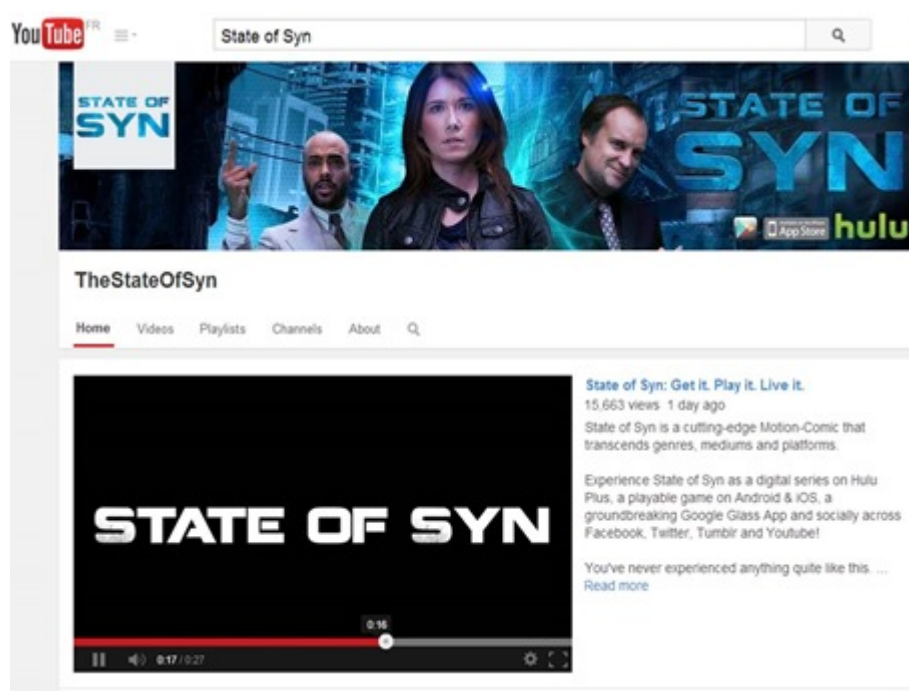 YouTube FR
State of Syn
STATE OF
SYN
STATE OF
SYN
App Store hulu
TheStateOfSyn
Home Videos Playlists Channels About
State of Syn: Get it. Play it. Live it.
15,663 views 1 day ago
State of Syn is a cutting-edge Motion-Comic that
transcends genres, mediums and platforms.
Experience State of Syn as a digital series on Hulu
Plus, a playable game on Android & iOS, a
groundbreaking Google Glass App and socially across
Facebook, Twitter, Tumblr and Youtube!
You've never experienced anything quite like this. ...
Read more
STATE OF SYN
0:16
0:17 / 0:27